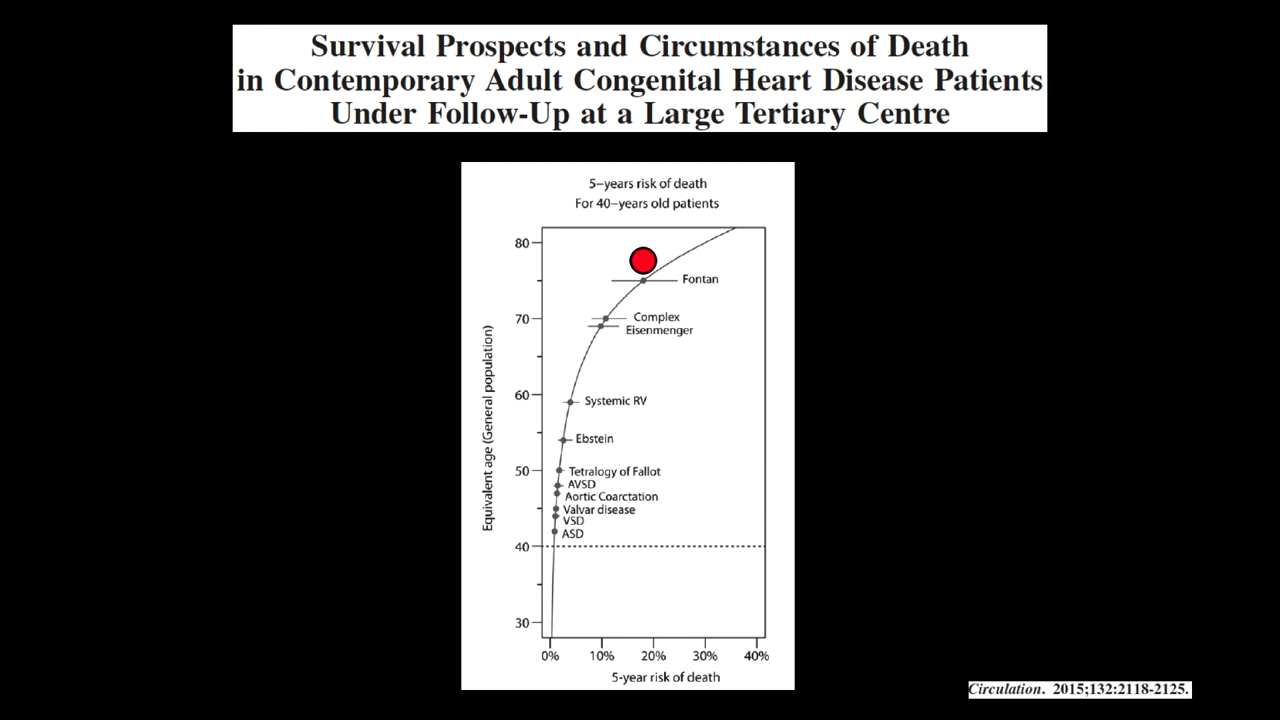 Survival Prospects and Circumstances of Death
in Contemporary Adult Congenital Heart Disease Patients
Under Follow-Up at a Large Tertiary Centre
5–years risk of death
For 40–years old patients
Equivalent age (General population)
80
70
60
50
40
30
Fontan
Complex
Eisenmenger
Systemic RV
Ebstein
Tetralogy of Fallot
AVSD
Aortic Coarctation
Valvar disease
VSD
ASD
0% 10% 20% 30% 40%
5-year risk of death
Circulation. 2015;132:2118-2125.